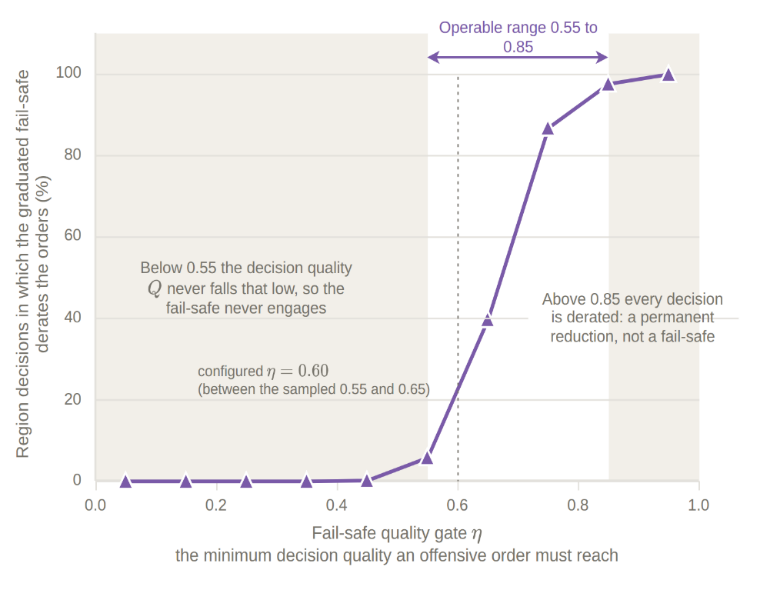 Operable range 0.55 to
0.85
Region decisions in which the graduated fail-safe
derates the orders (%)
100
80
60
40
20
0
Below 0.55 the decision quality
Q never falls that low, so the
fail-safe never engages
Above 0.85 every decision
is derated: a permanent
reduction, not a fail-safe
configured η = 0.60
(between the sampled 0.55 and 0.65)
0.0 0.2 0.4 0.6 0.8 1.0
Fail-safe quality gate η
the minimum decision quality an offensive order must reach